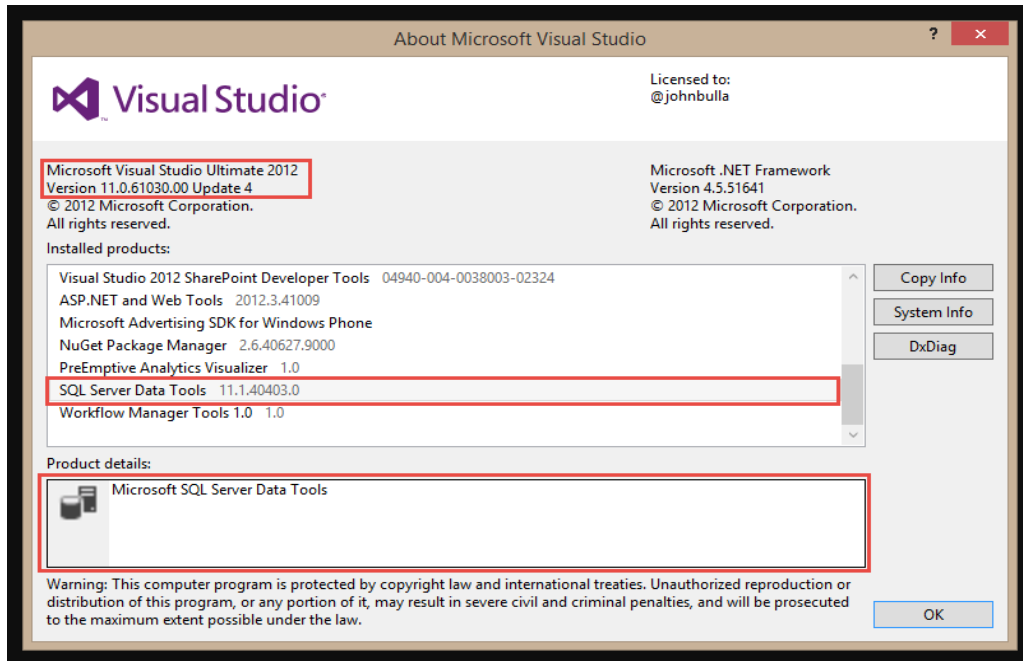 About Microsoft Visual Studio
?
Visual Studio
Licensed to:
@johnbulla
Microsoft Visual Studio Ultimate 2012
Version 11.0.61030.00 Update 4
© 2012 Microsoft Corporation.
All rights reserved.
Microsoft .NET Framework
Version 4.5.51641
© 2012 Microsoft Corporation.
All rights reserved.
Installed products:
Visual Studio 2012 SharePoint Developer Tools 04940-004-0038003-02324
ASP.NET and Web Tools 2012.3.41009
Microsoft Advertising SDK for Windows Phone
NuGet Package Manager 2.6.40627.9000
PreEmptive Analytics Visualizer 1.0
SQL Server Data Tools 11.1.40403.0
Workflow Manager Tools 1.0 1.0
Copy Info
System Info
DxDiag
Product details:
Microsoft SQL Server Data Tools
Warning: This computer program is protected by copyright law and international treaties. Unauthorized reproduction or
distribution of this program, or any portion of it, may result in severe civil and criminal penalties, and will be prosecuted
to the maximum extent possible under the law.
OK